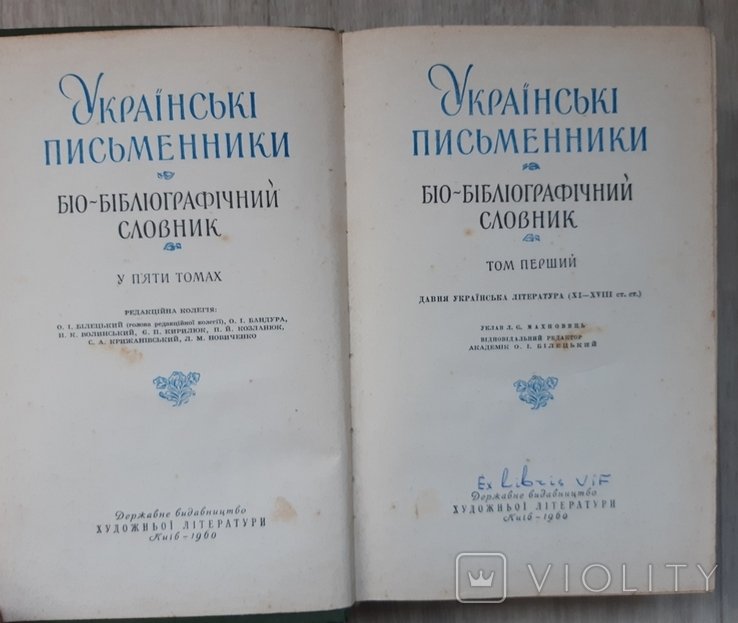 Українські
письменники
біо-бібліографічний
словник
у п'яти томах
редакційна колегія:
О. І. Білецький (голова редакційної колегії), О. І. Бандура,
П. К. Волинський, Є. П. Кирилюк, П. Й. Козланюк,
С. А. Крижанівський, Л. М. Новиченко
Державне видавництво
художньої літератури
Київ—1960
Українські
письменники
біо-бібліографічний
словник
том перший
давня українська література (XI—XVIII ст. ст.)
уклав Л. Є. Махновець
відповідальний редактор
академік О. І. Білецький
Ex libris VIF
Державне видавництво
художньої літератури
Київ—1960
VIOLITY